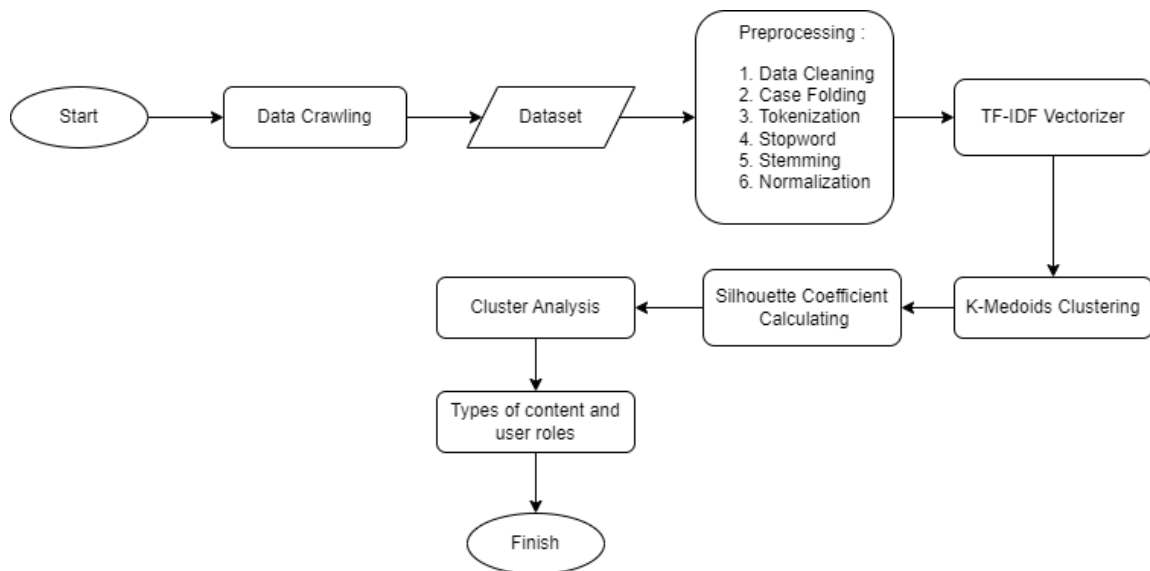 Start
Data Crawling
Dataset
Preprocessing :
1. Data Cleaning
2. Case Folding
3. Tokenization
4. Stopword
5. Stemming
6. Normalization
TF-IDF Vectorizer
K-Medoids Clustering
Silhouette Coefficient
Calculating
Cluster Analysis
Types of content and
user roles
Finish